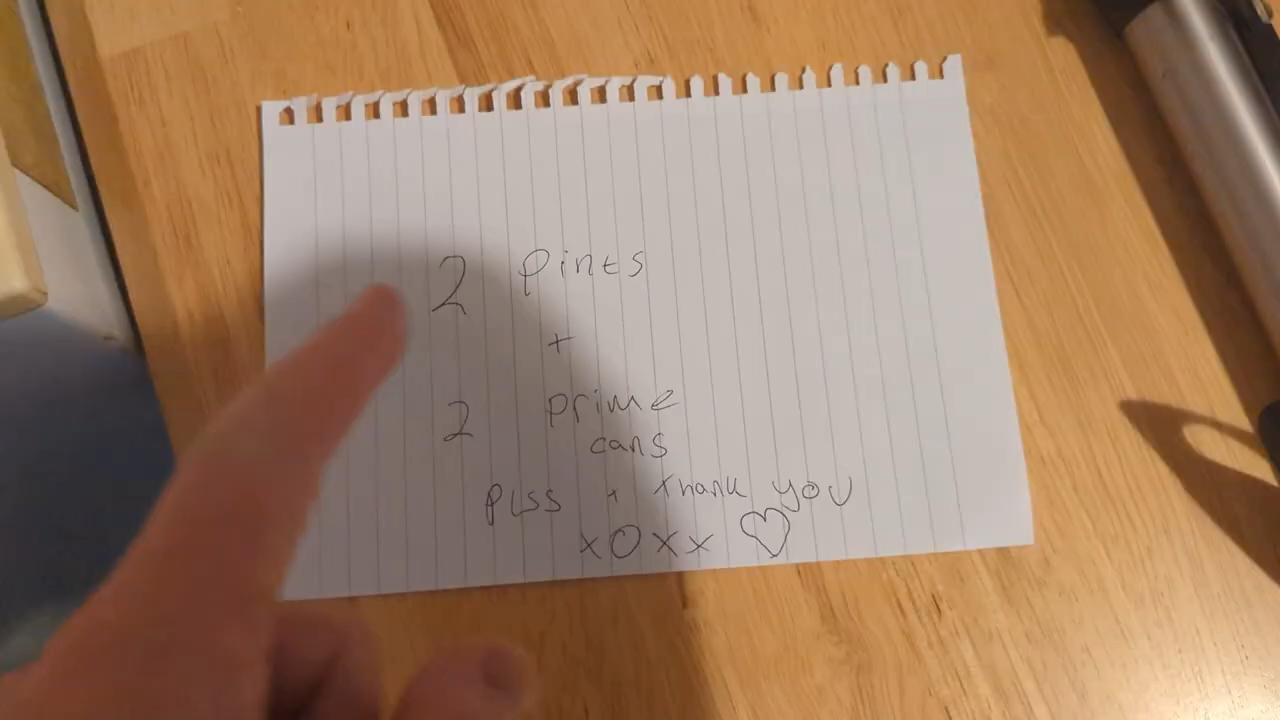 2 pints
+
2 prime
cans
plss + thank you
xoxx ♡